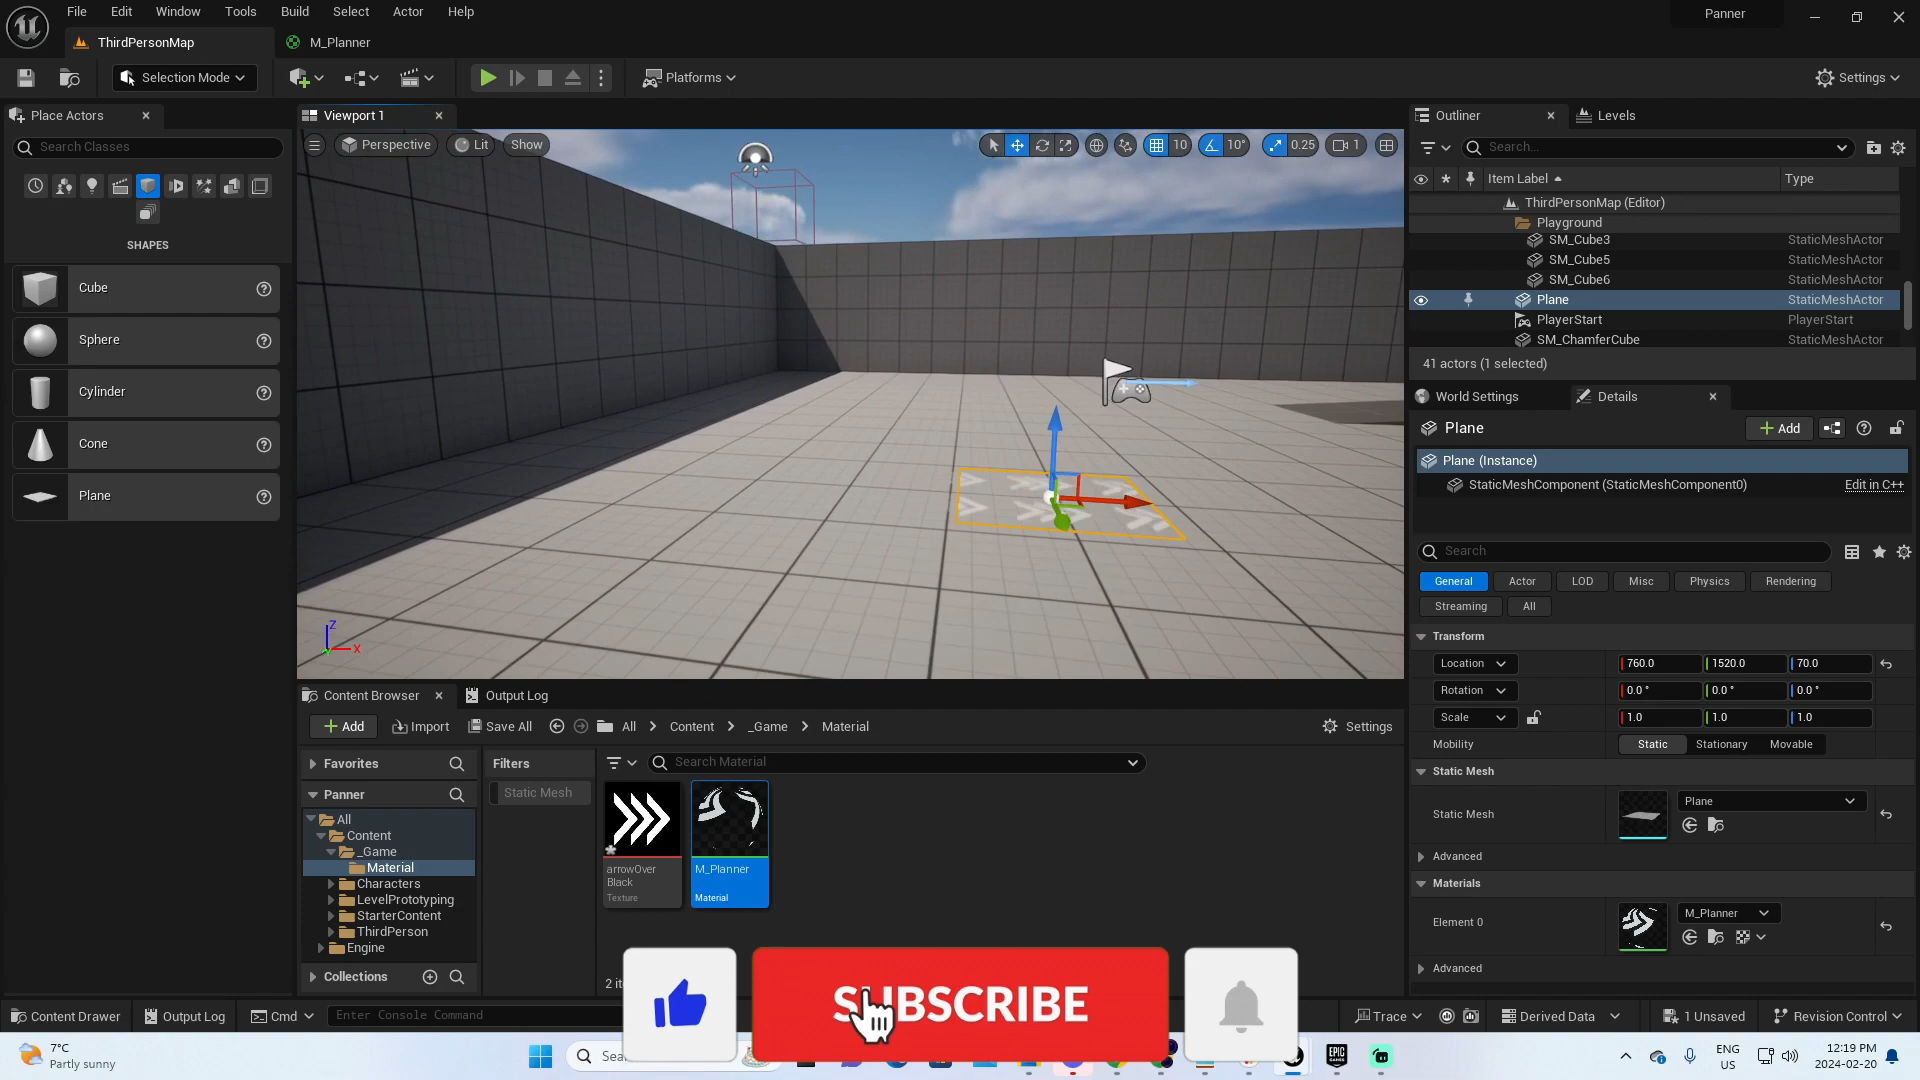 File Edit Window Tools Build Select Actor Help
Panner
ThirdPersonMap
M_Planner
Selection Mode
Platforms
Settings
Place Actors
Search Classes
SHAPES
Cube
Sphere
Cylinder
Cone
Plane
Viewport 1
Perspective Lit Show
10 10° 0.25 1
Z
X
Outliner Levels
Search...
Item Label Type
ThirdPersonMap (Editor)
Playground
SM_Cube3 StaticMeshActor
SM_Cube5 StaticMeshActor
SM_Cube6 StaticMeshActor
Plane StaticMeshActor
PlayerStart PlayerStart
SM_ChamferCube StaticMeshActor
41 actors (1 selected)
World Settings Details
Plane
Add
Plane (Instance)
StaticMeshComponent (StaticMeshComponent0) Edit in C++
Search
General Actor LOD Misc Physics Rendering
Streaming All
Transform
Location 760.0 1520.0 70.0
Rotation 0.0° 0.0° 0.0°
Scale 1.0 1.0 1.0
Mobility Static Stationary Movable
Static Mesh
Static Mesh Plane
Advanced
Materials
Element 0 M_Planner
Advanced
Content Browser Output Log
Add Import Save All All Content _Game Material Settings
Favorites
Panner
All
Content
_Game
Material
Characters
LevelPrototyping
StarterContent
ThirdPerson
Engine
Collections
Filters
Static Mesh
Search Material
arrowOver
Black
Texture
M_Planner
Material
SUBSCRIBE
Content Drawer Output Log Cmd Enter Console Command
Trace Derived Data 1 Unsaved Revision Control
7°C
Partly sunny
EPIC
ENG
US
12:19 PM
2024-02-20